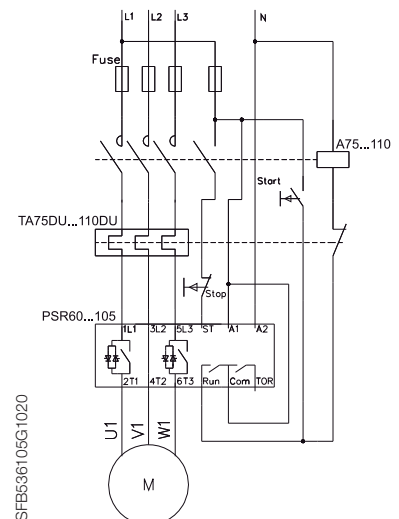 L1 L2 L3 N
Fuse
A75...110
Start
TA75DU...110DU
Stop
PSR60...105
1L1 3L2 5L3 ST A1 A2
2T1 4T2 6T3 Run Com TOR
U1 V1 W1
M
SFB536105G1020